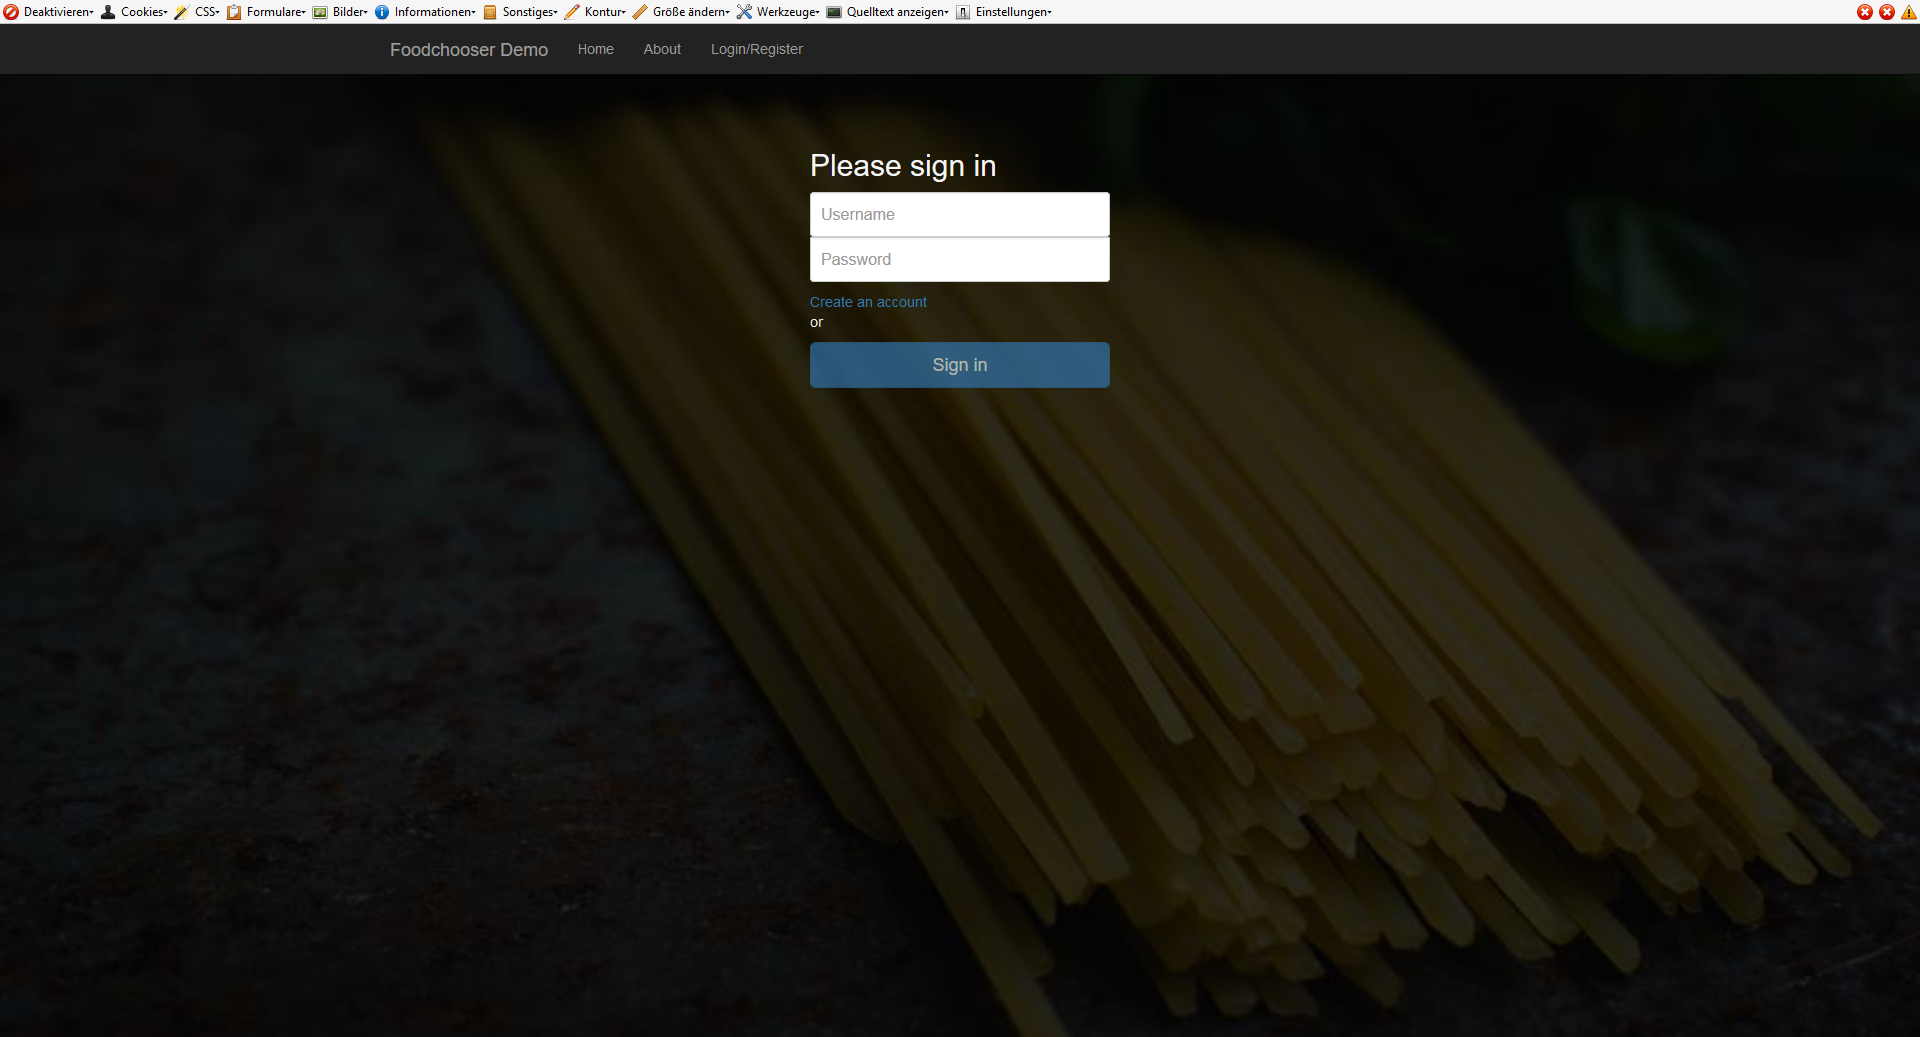 Deaktivieren Cookies CSS Formulare Bilder Informationen Sonstiges Kontur Größe ändern Werkzeuge Quelltext anzeigen Einstellungen
Foodchooser Demo Home About Login/Register
Please sign in
Username
Password
Create an account
or
Sign in